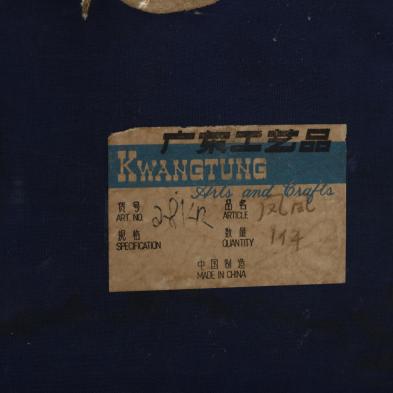 广东工艺品
KWANGTUNG
Arts and Crafts
货号 品名
ART. NO. ARTICLE
规格 数量
SPECIFICATION QUANTITY
中国制造
MADE IN CHINA